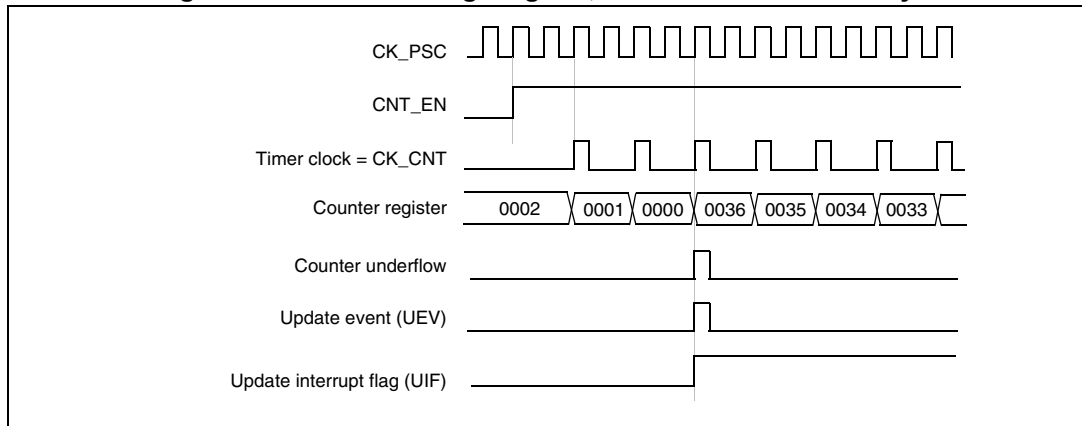 CK_PSC
CNT_EN
Timer clock = CK_CNT
Counter register 0002 0001 0000 0036 0035 0034 0033
Counter underflow
Update event (UEV)
Update interrupt flag (UIF)